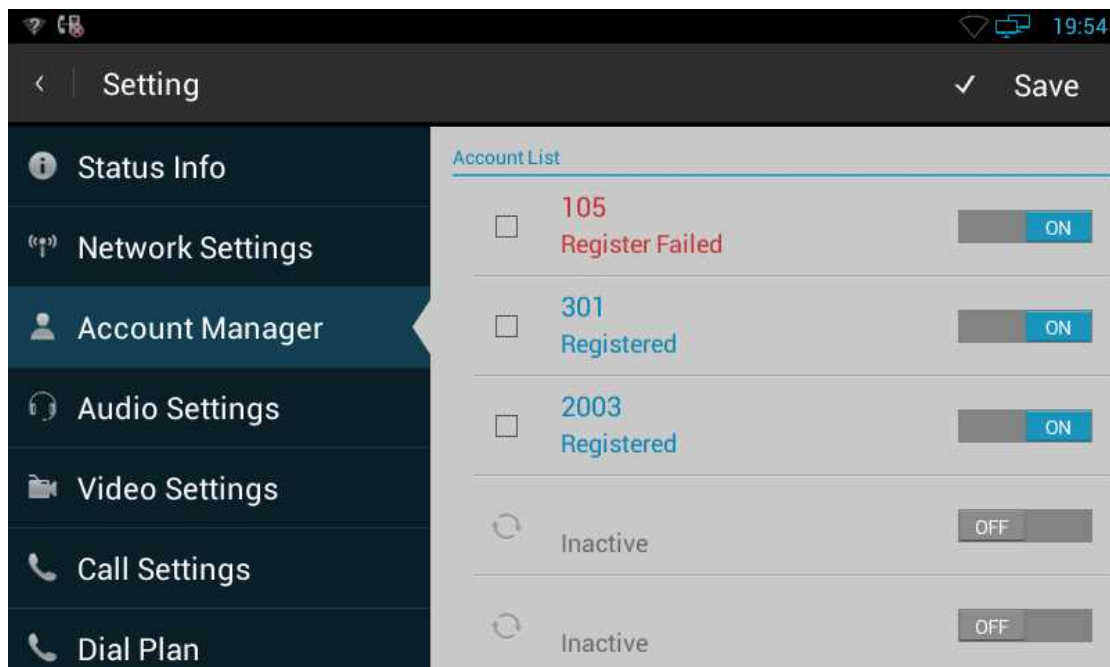 19:54
Setting
Save
Status Info
Network Settings
Account Manager
Audio Settings
Video Settings
Call Settings
Dial Plan
Account List
105
Register Failed
ON
301
Registered
ON
2003
Registered
ON
Inactive
OFF
Inactive
OFF